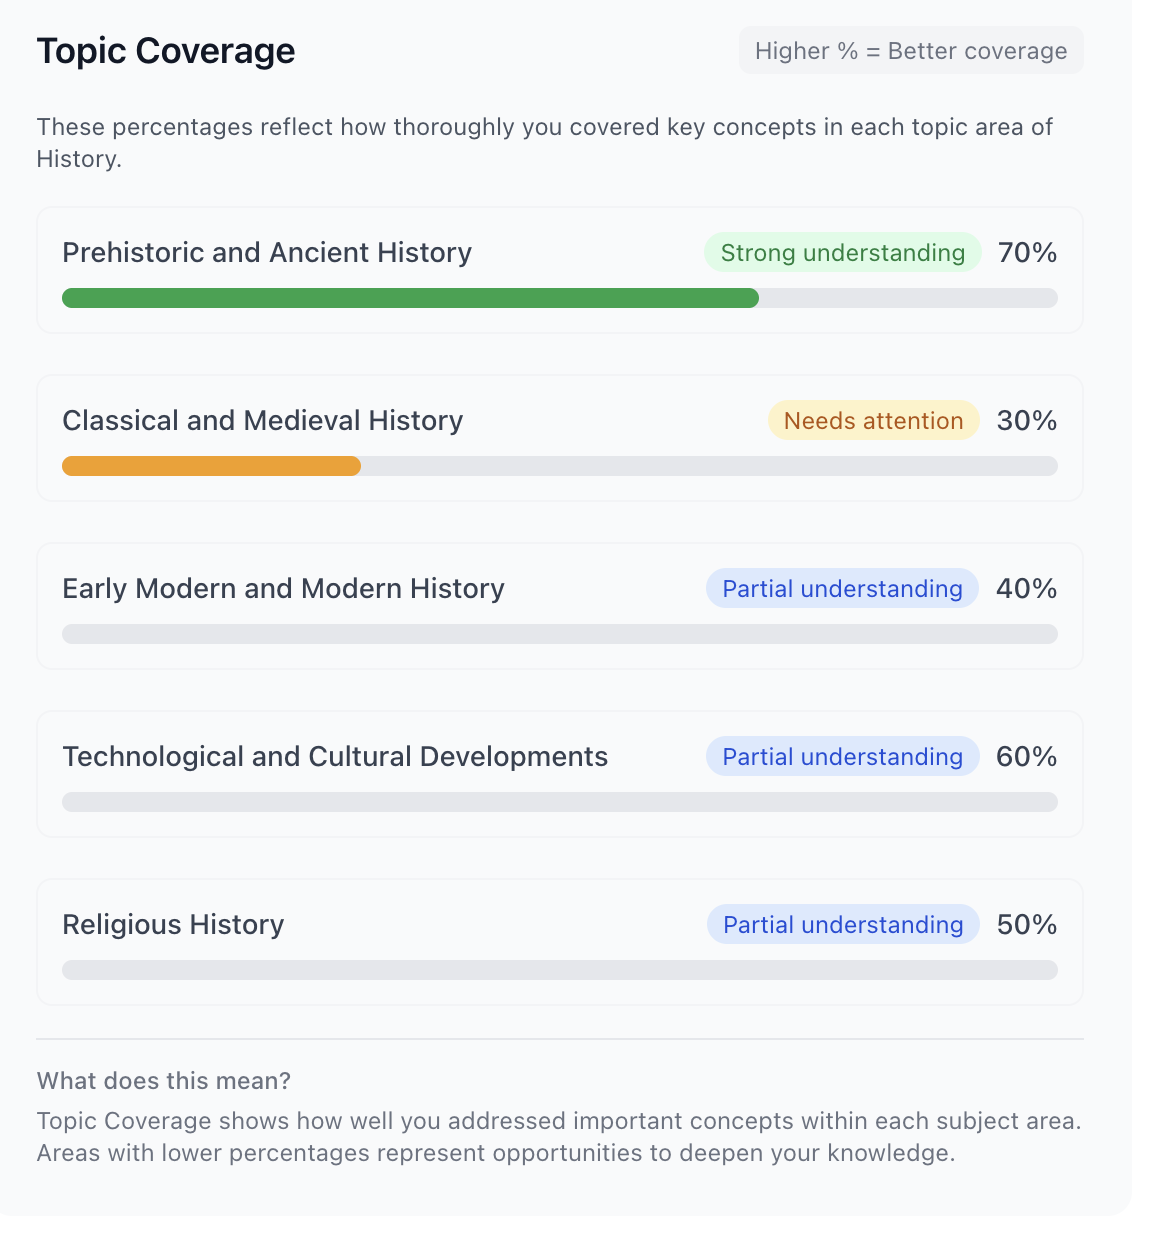 Topic Coverage
Higher % = Better coverage
These percentages reflect how thoroughly you covered key concepts in each topic area of
History.
Prehistoric and Ancient History
Strong understanding
70%
Classical and Medieval History
Needs attention
30%
Early Modern and Modern History
Partial understanding
40%
Technological and Cultural Developments
Partial understanding
60%
Religious History
Partial understanding
50%
What does this mean?
Topic Coverage shows how well you addressed important concepts within each subject area.
Areas with lower percentages represent opportunities to deepen your knowledge.